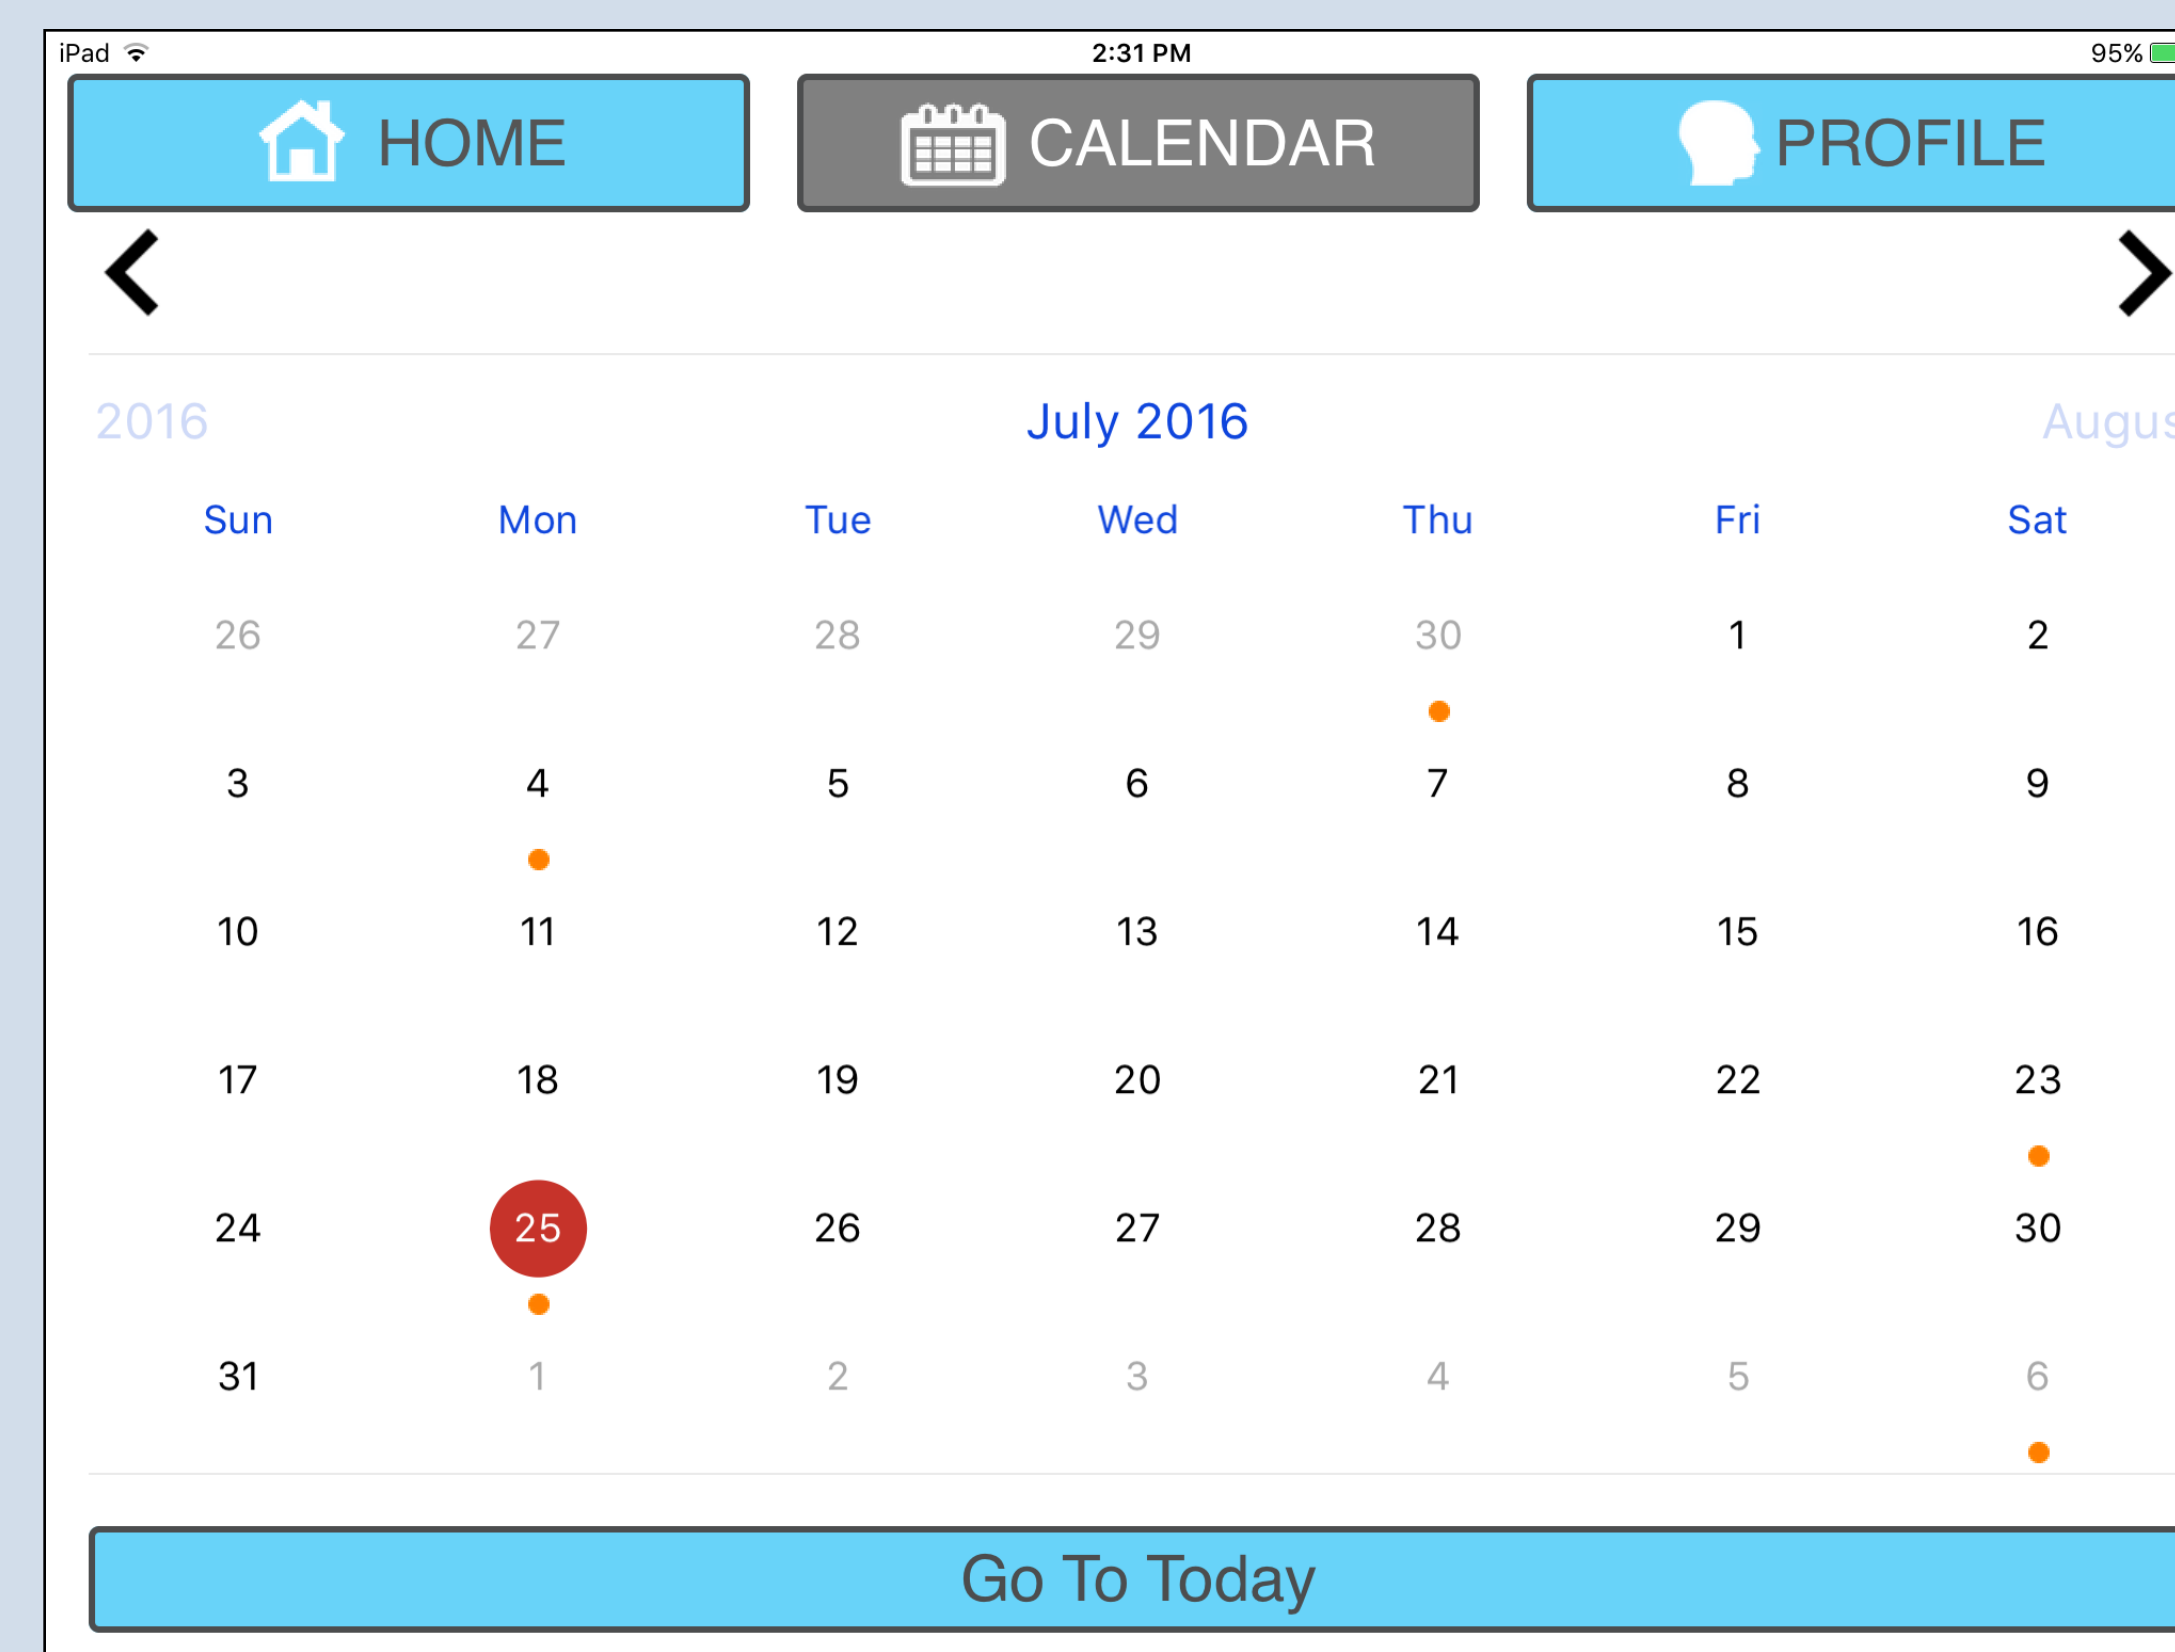 iPad 2:31 PM 95%
HOME CALENDAR PROFILE
2016 July 2016 Augus
Sun Mon Tue Wed Thu Fri Sat
26 27 28 29 30 1 2
3 4 5 6 7 8 9
10 11 12 13 14 15 16
17 18 19 20 21 22 23
24 25 26 27 28 29 30
31 1 2 3 4 5 6
Go To Today